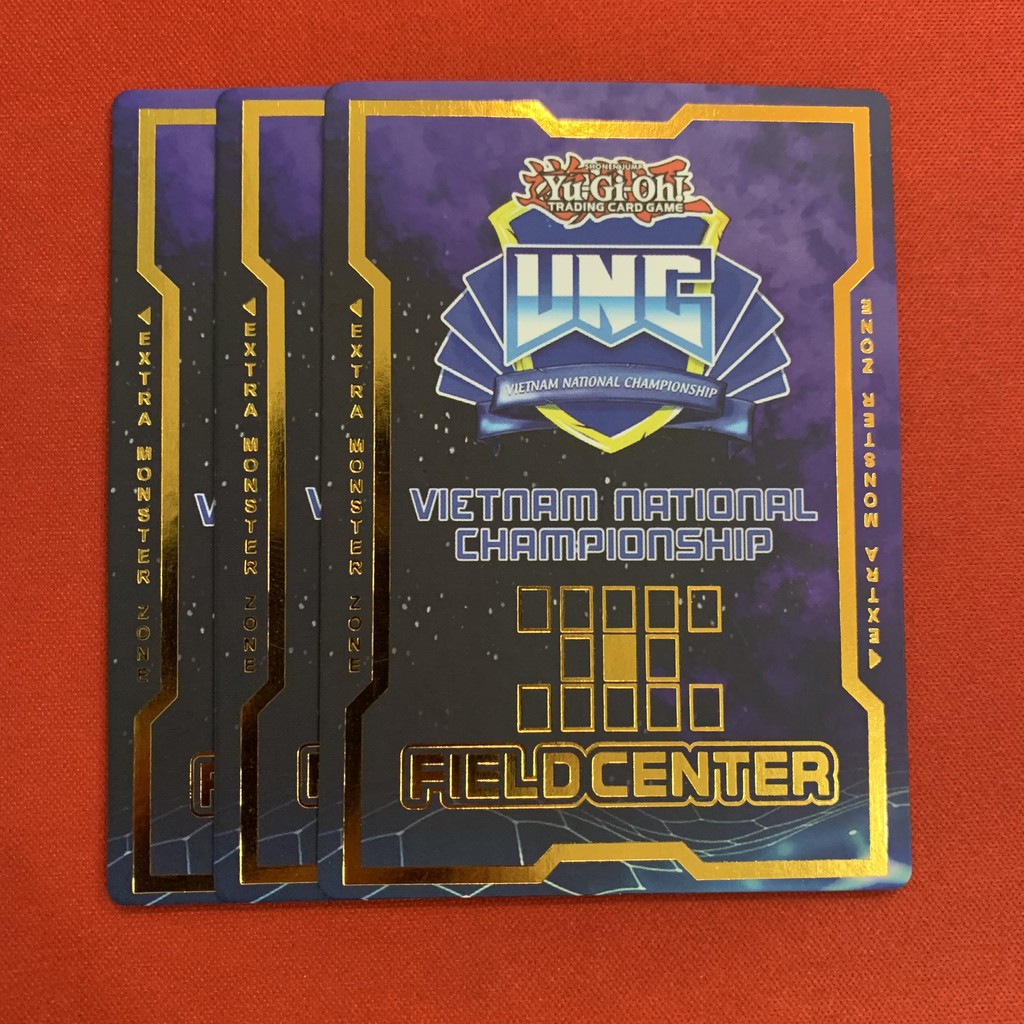 EXTRA MONSTER ZONE
EXTRA MONSTER ZONE
EXTRA MONSTER ZONE
SHONEN JUMP
Yu-Gi-Oh!
TRADING CARD GAME
VNC
VIETNAM NATIONAL CHAMPIONSHIP
VIETNAM NATIONAL
CHAMPIONSHIP
FIELD CENTER
EXTRA MONSTER ZONE